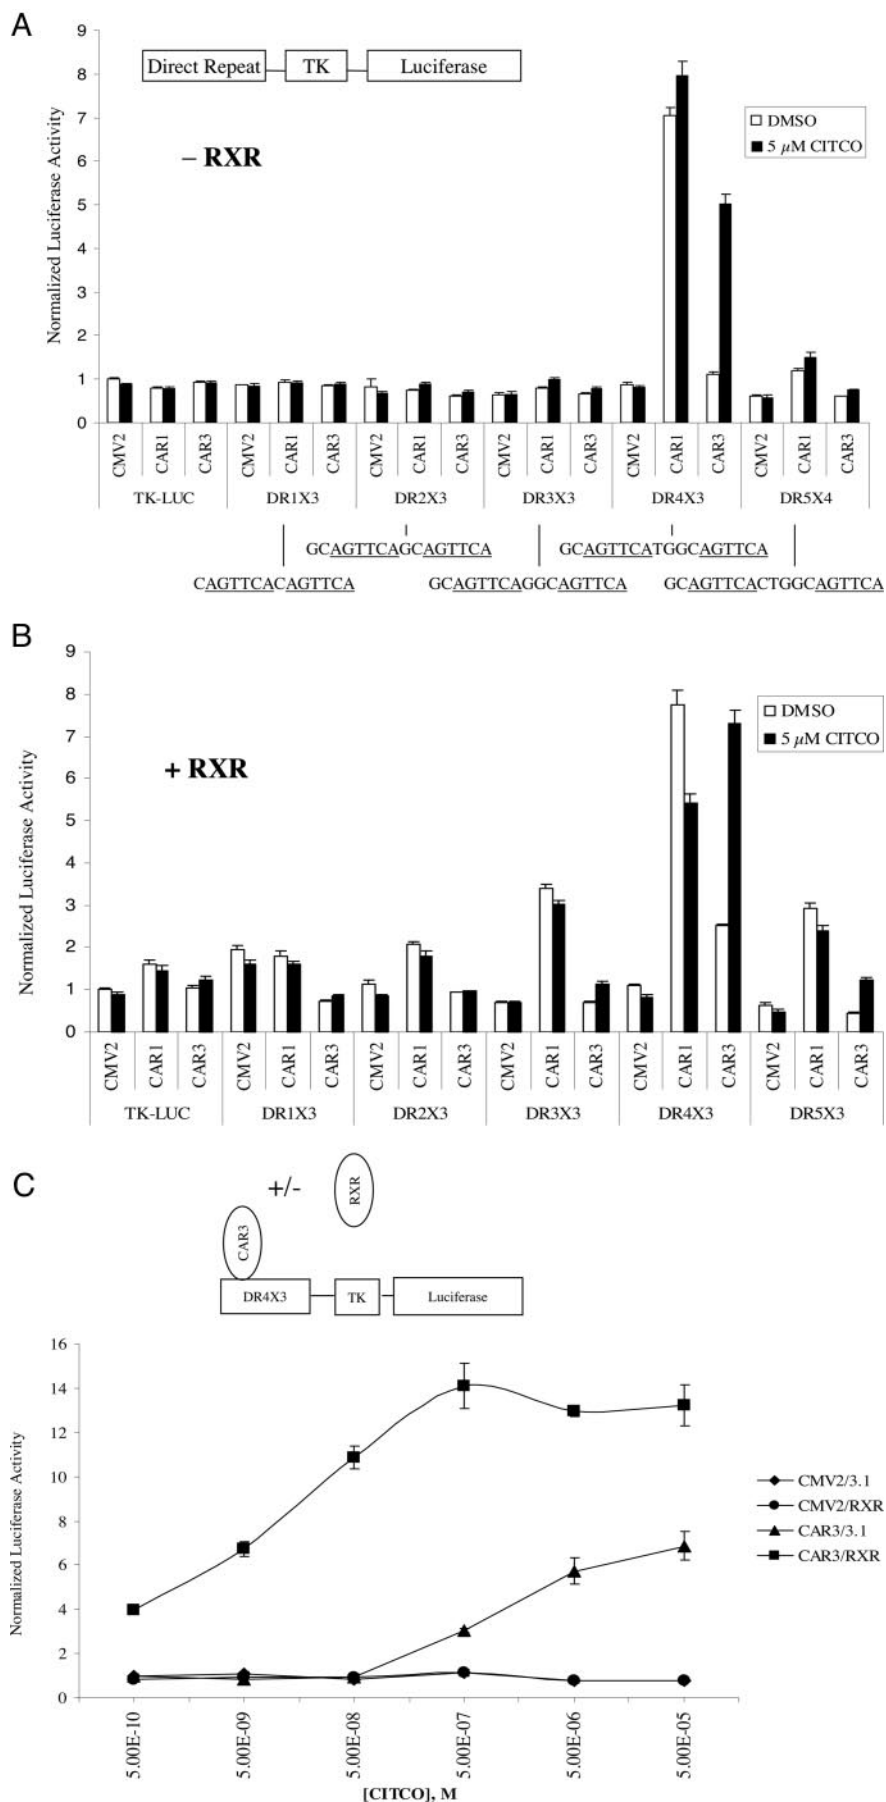 A
9
8
7
6
5
4
3
2
1
0
Normalized Luciferase Activity
Direct Repeat
TK
Luciferase
– RXR
DMSO
5 µM CITCO
CMV2 CAR1 CAR3 CMV2 CAR1 CAR3 CMV2 CAR1 CAR3 CMV2 CAR1 CAR3 CMV2 CAR1 CAR3 CMV2 CAR1 CAR3
TK-LUC DR1X3 DR2X3 DR3X3 DR4X3 DR5X4
GCAGTTCAGCAGTTCA GCAGTTCATGGCAGTTCA
CAGTTCACAGTTCA GCAGTTCAGGCAGTTCA GCAGTTCACTGGCAGTTCA
B
9
8
7
6
5
4
3
2
1
0
Normalized Luciferase Activity
+ RXR
DMSO
5 µM CITCO
CMV2 CAR1 CAR3 CMV2 CAR1 CAR3 CMV2 CAR1 CAR3 CMV2 CAR1 CAR3 CMV2 CAR1 CAR3 CMV2 CAR1 CAR3
TK-LUC DR1X3 DR2X3 DR3X3 DR4X3 DR5X3
C
+/-
RXR
CAR3
DR4X3
TK
Luciferase
16
14
12
10
8
6
4
2
0
Normalized Luciferase Activity
CMV2/3.1
CMV2/RXR
CAR3/3.1
CAR3/RXR
5.00E-10 5.00E-09 5.00E-08 5.00E-07 5.00E-06 5.00E-05
[CITCO], M